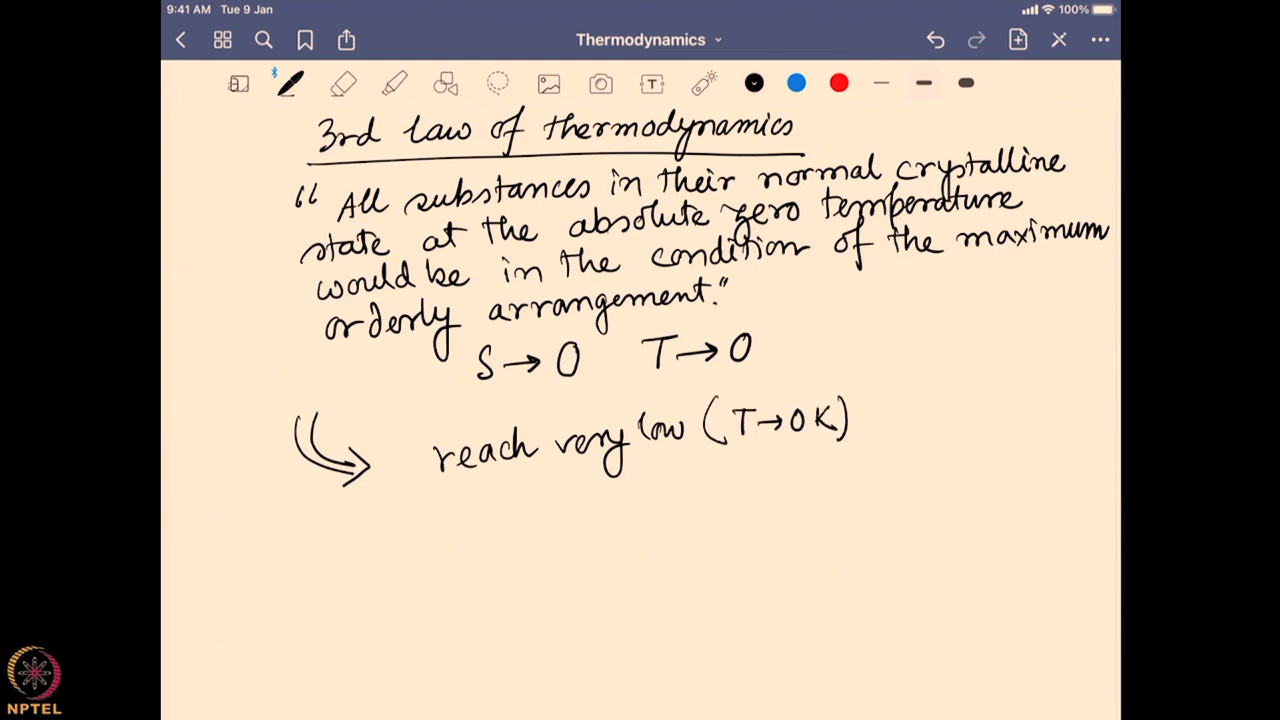 9:41 AM Tue 9 Jan
100%
Thermodynamics
T
3rd law of thermodynamics
"All substances in their normal crystalline
state at the absolute zero temperature
would be in the condition of the maximum
orderly arrangement."
S → 0 T → 0
reach very low (T → 0 K)
NPTEL